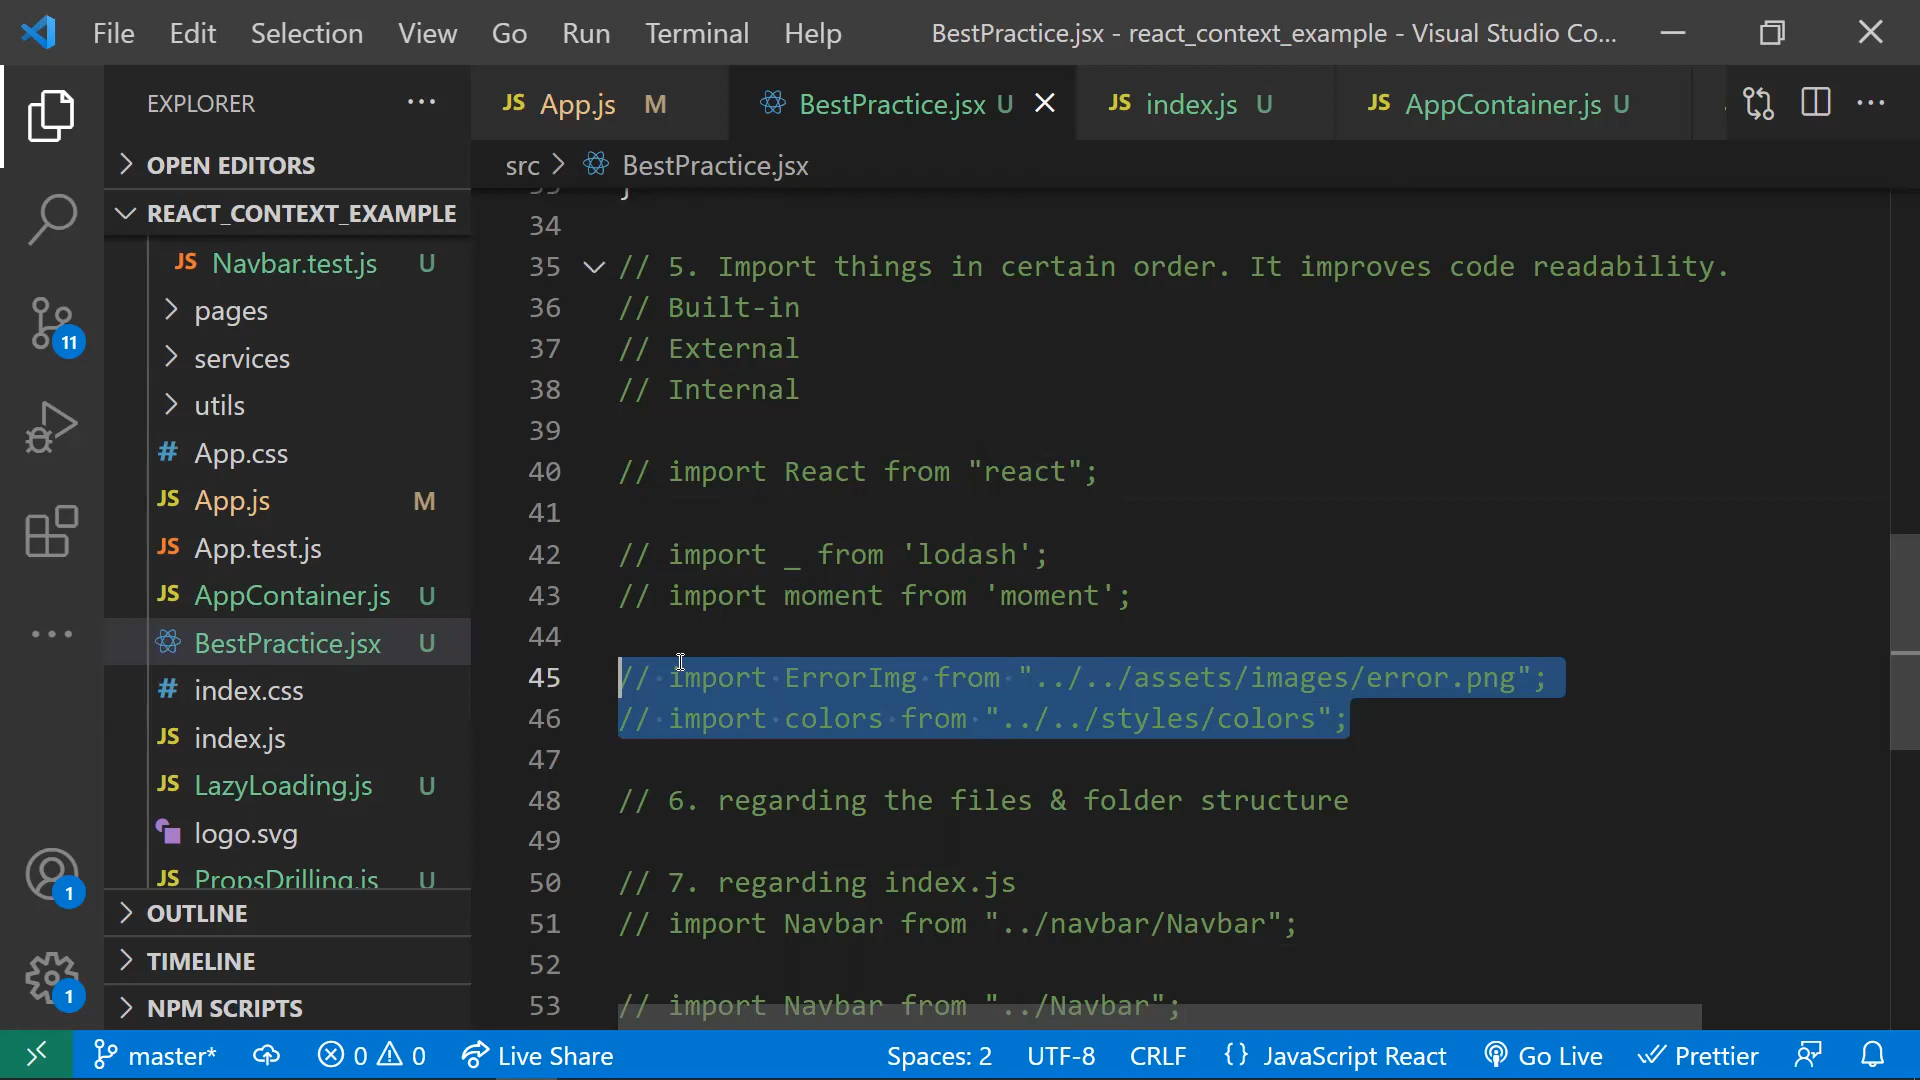 File Edit Selection View Go Run Terminal Help BestPractice.jsx - react_context_example - Visual Studio Co...
EXPLORER
JS App.js M
BestPractice.jsx U
JS index.js U
JS AppContainer.js U
OPEN EDITORS
src > BestPractice.jsx
REACT_CONTEXT_EXAMPLE
JS Navbar.test.js U
pages
services
utils
# App.css
JS App.js M
JS App.test.js
JS AppContainer.js U
BestPractice.jsx U
# index.css
JS index.js
JS LazyLoading.js U
logo.svg
JS PropsDrilling.js U
OUTLINE
TIMELINE
NPM SCRIPTS
11
1
1
33 }
34
35 // 5. Import things in certain order. It improves code readability.
36 // Built-in
37 // External
38 // Internal
39
40 // import React from "react";
41
42 // import _ from 'lodash';
43 // import moment from 'moment';
44
45 // import ErrorImg from "../../assets/images/error.png";
46 // import colors from "../../styles/colors";
47
48 // 6. regarding the files & folder structure
49
50 // 7. regarding index.js
51 // import Navbar from "../navbar/Navbar";
52
53 // import Navbar from "../Navbar";
master* 0 0 Live Share Spaces: 2 UTF-8 CRLF {} JavaScript React Go Live Prettier